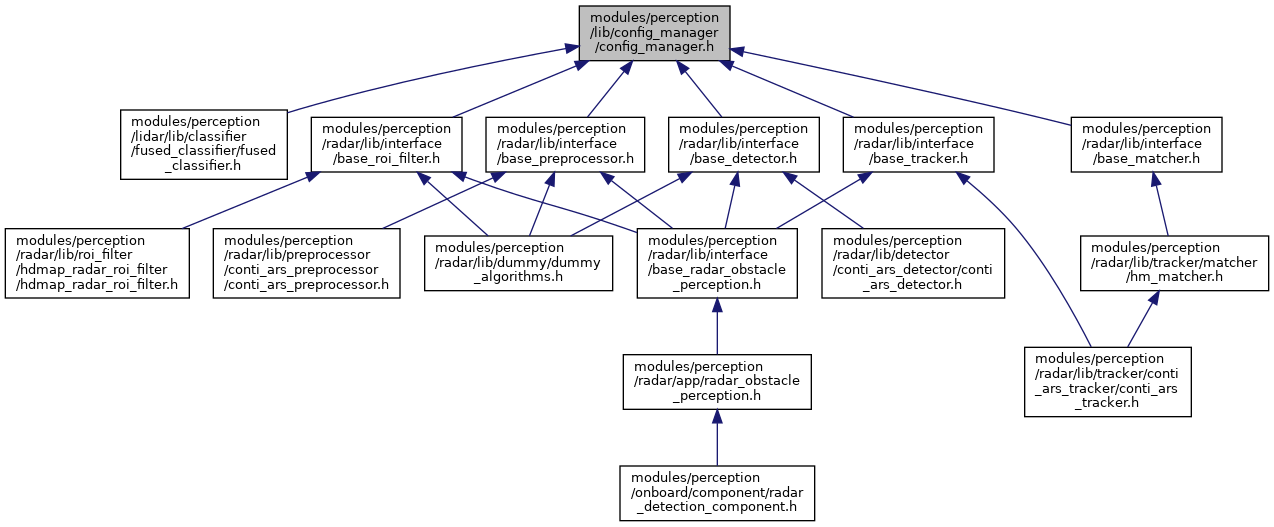 modules/perception
/lib/config_manager
/config_manager.h
modules/perception
/lidar/lib/classifier
/fused_classifier/fused
_classifier.h
modules/perception
/radar/lib/interface
/base_roi_filter.h
modules/perception
/radar/lib/interface
/base_preprocessor.h
modules/perception
/radar/lib/interface
/base_detector.h
modules/perception
/radar/lib/interface
/base_tracker.h
modules/perception
/radar/lib/interface
/base_matcher.h
modules/perception
/radar/lib/roi_filter
/hdmap_radar_roi_filter
/hdmap_radar_roi_filter.h
modules/perception
/radar/lib/preprocessor
/conti_ars_preprocessor
/conti_ars_preprocessor.h
modules/perception
/radar/lib/dummy/dummy
_algorithms.h
modules/perception
/radar/lib/interface
/base_radar_obstacle
_perception.h
modules/perception
/radar/lib/detector
/conti_ars_detector/conti
_ars_detector.h
modules/perception
/radar/lib/tracker/matcher
/hm_matcher.h
modules/perception
/radar/app/radar_obstacle
_perception.h
modules/perception
/radar/lib/tracker/conti
_ars_tracker/conti_ars
_tracker.h
modules/perception
/onboard/component/radar
_detection_component.h